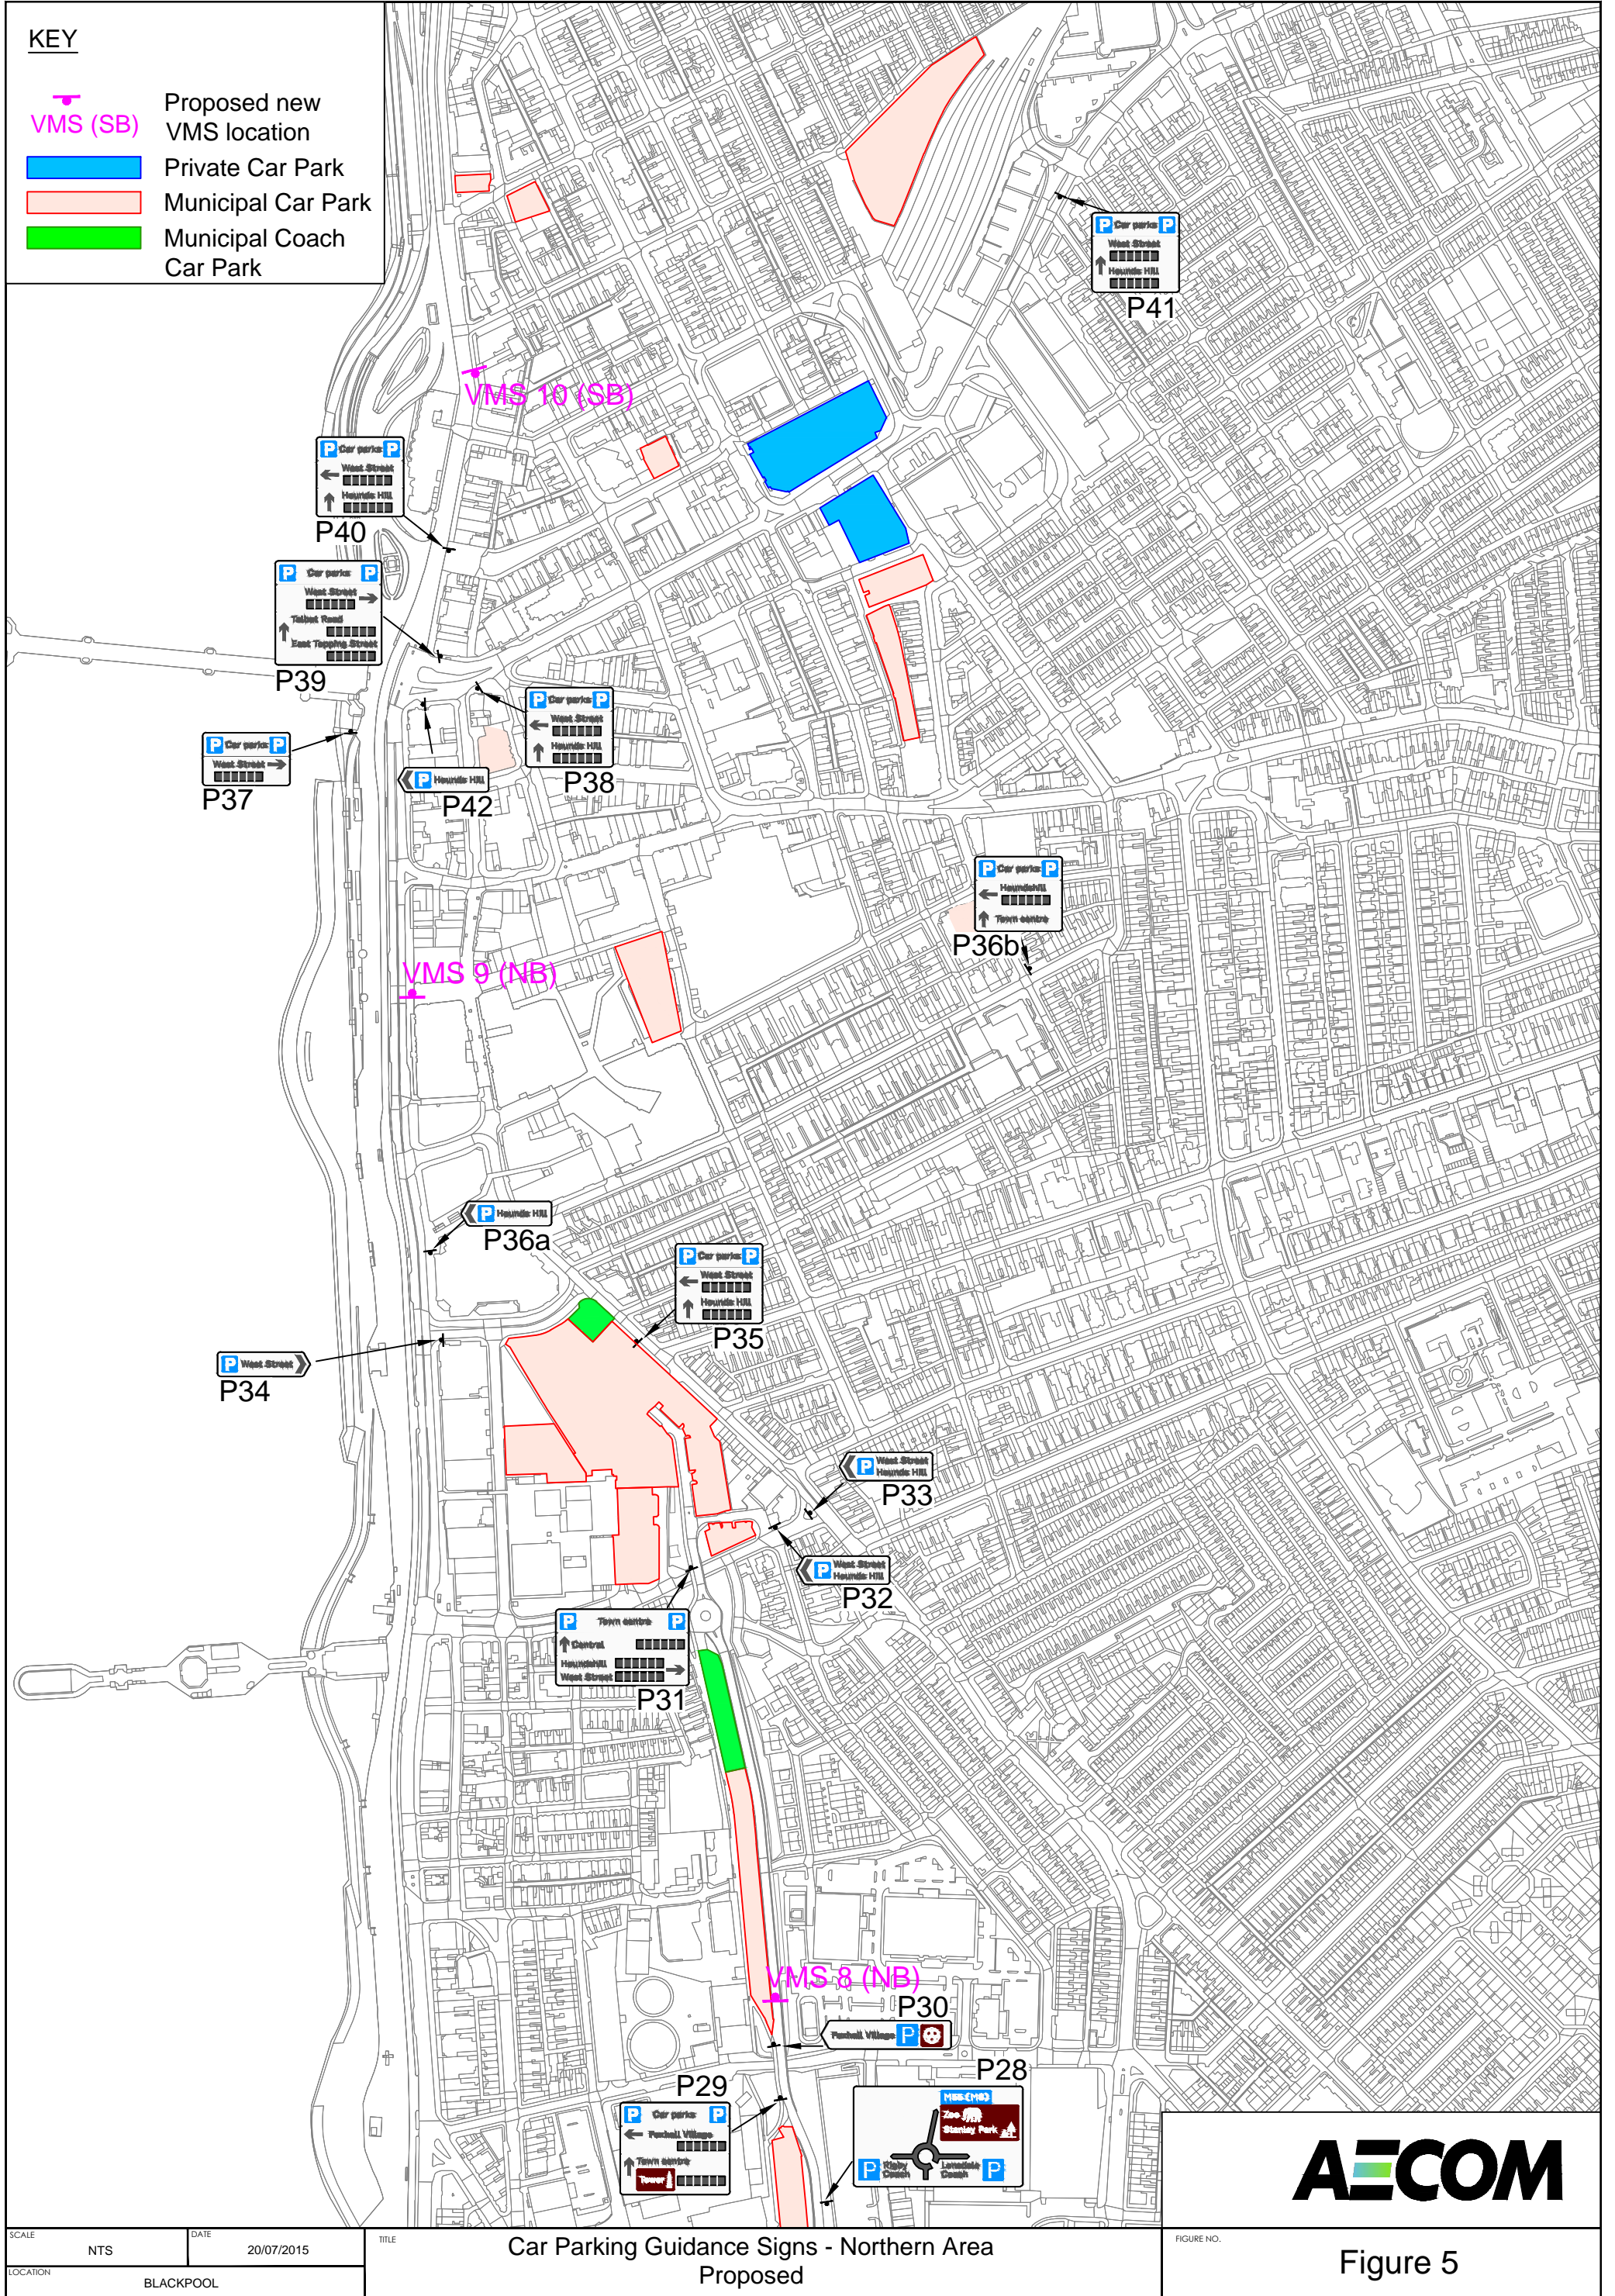 KEY
VMS (SB)
Proposed new
VMS location
Private Car Park
Municipal Car Park
Municipal Coach
Car Park
P Car parks P
West Street
Hounds Hill
P41
VMS 10 (SB)
P Car parks P
West Street
Hounds Hill
P40
P Car parks P
West Street
Talbot Road
East Topping Street
P39
P Car parks P
West Street
P37
P Hounds Hill
P42
P Car parks P
West Street
Hounds Hill
P38
P Car parks P
Houndshill
Town centre
P36b
VMS 9 (NB)
P Hounds Hill
P36a
P Car parks P
West Street
Hounds Hill
P35
P West Street
P34
P West Street
Hounds Hill
P33
P West Street
Hounds Hill
P32
P Town centre P
Central
Houndshill
West Street
P31
VMS 8 (NB)
P30
Foxhall Village P
P28
M55 (M6)
Zoo
Stanley Park
P Rigby
Coach
Lonsdale
Coach P
P29
P Car parks P
Foxhall Village
Town centre
Tower
AECOM
SCALE
NTS
DATE
20/07/2015
LOCATION
BLACKPOOL
TITLE
Car Parking Guidance Signs - Northern Area
Proposed
FIGURE NO.
Figure 5